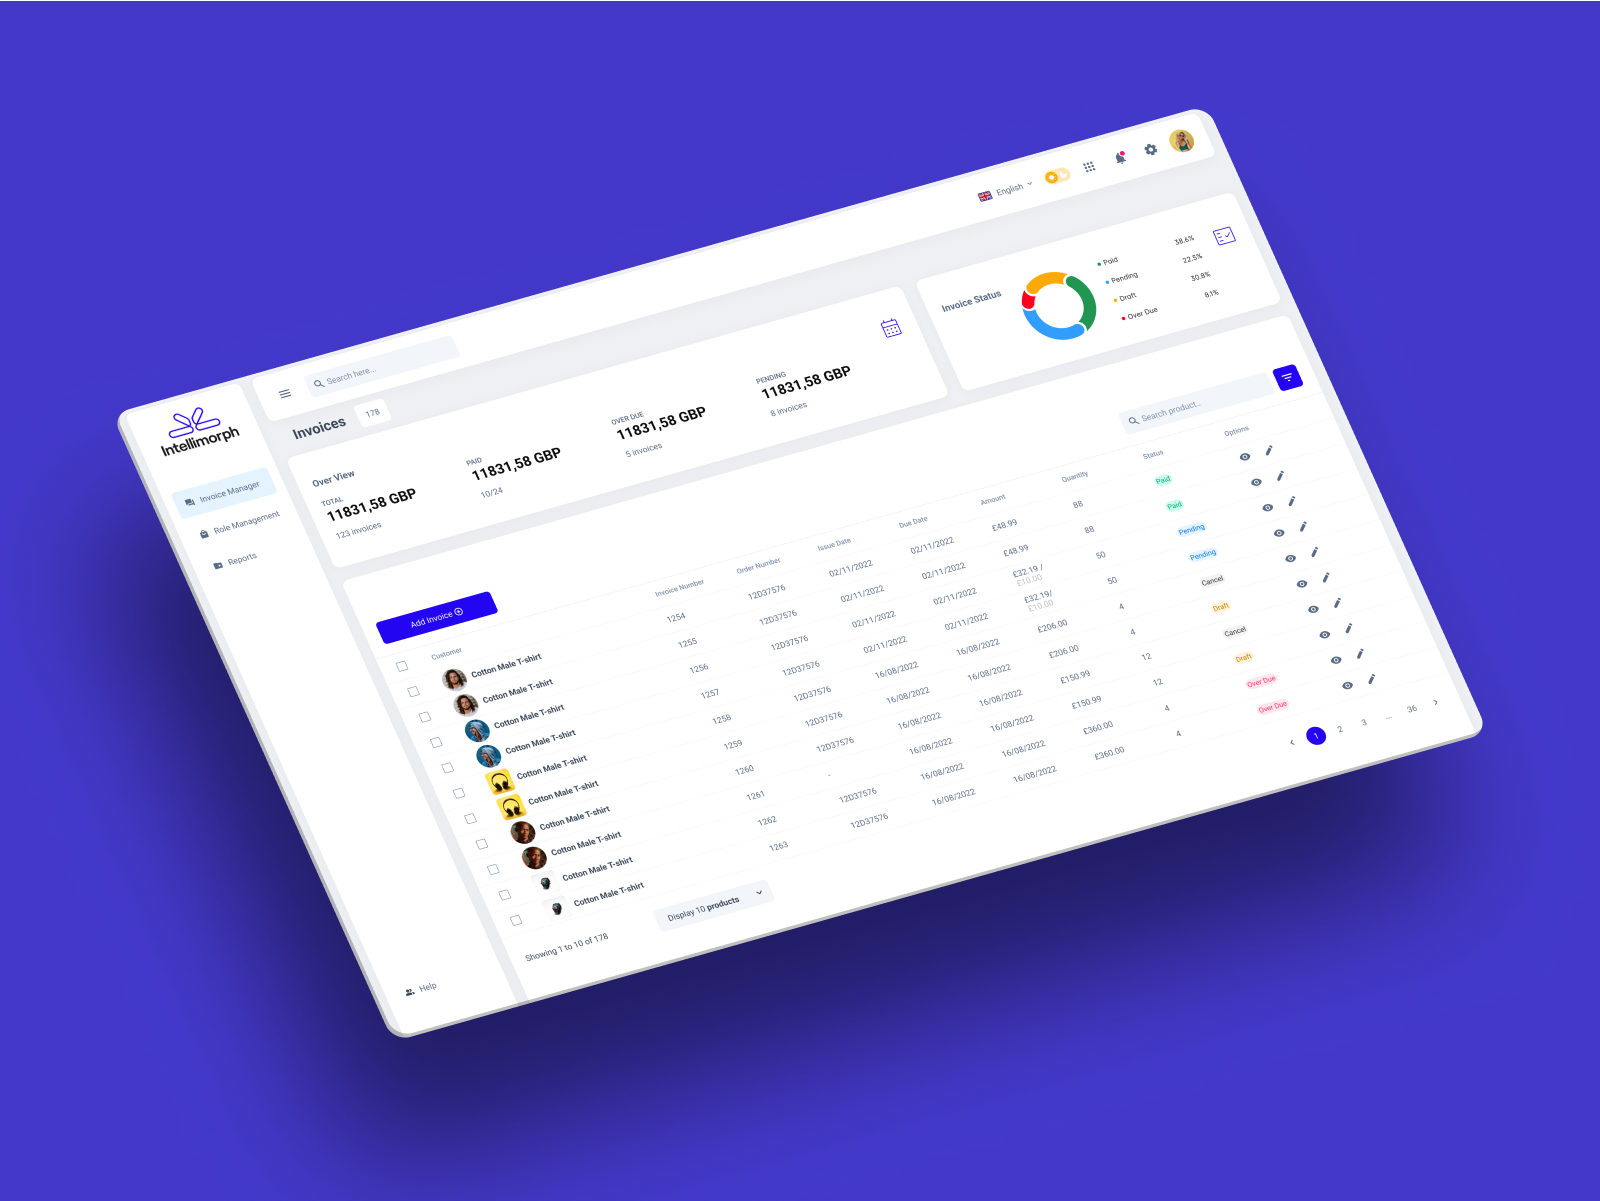 Intellimorph
Invoice Manager
Role Management
Reports
Help
Search here...
English
Invoices 178
Over View
TOTAL
11831,58 GBP
123 invoices
PAID
11831,58 GBP
10/24
OVER DUE
11831,58 GBP
5 invoices
PENDING
11831,58 GBP
8 invoices
Invoice Status
Paid 38.6%
Pending 22.5%
Draft 30.8%
Over Due 8.1%
Add Invoice
Search product..
Customer Invoice Number Order Number Issue Date Due Date Amount Quantity Status Options
Cotton Male T-shirt 1254 12D37576 02/11/2022 02/11/2022 £48.99 88 Paid
Cotton Male T-shirt 1255 12D37576 02/11/2022 02/11/2022 £48.99 88 Paid
Cotton Male T-shirt 1256 12D37576 02/11/2022 02/11/2022 £32.19 / £10.00 50 Pending
Cotton Male T-shirt 1257 12D37576 02/11/2022 02/11/2022 £32.19/ £10.00 50 Pending
Cotton Male T-shirt 1258 12D37576 16/08/2022 16/08/2022 £206.00 4 Cancel
Cotton Male T-shirt 1259 12D37576 16/08/2022 16/08/2022 £206.00 4 Draft
Cotton Male T-shirt 1260 12D37576 16/08/2022 16/08/2022 £150.99 12 Cancel
Cotton Male T-shirt 1261 - 16/08/2022 16/08/2022 £150.99 12 Draft
Cotton Male T-shirt 1262 12D37576 16/08/2022 16/08/2022 £360.00 4 Over Due
Cotton Male T-shirt 1263 12D37576 16/08/2022 16/08/2022 £360.00 4 Over Due
Showing 1 to 10 of 178
Display 10 products
1 2 3 ... 36